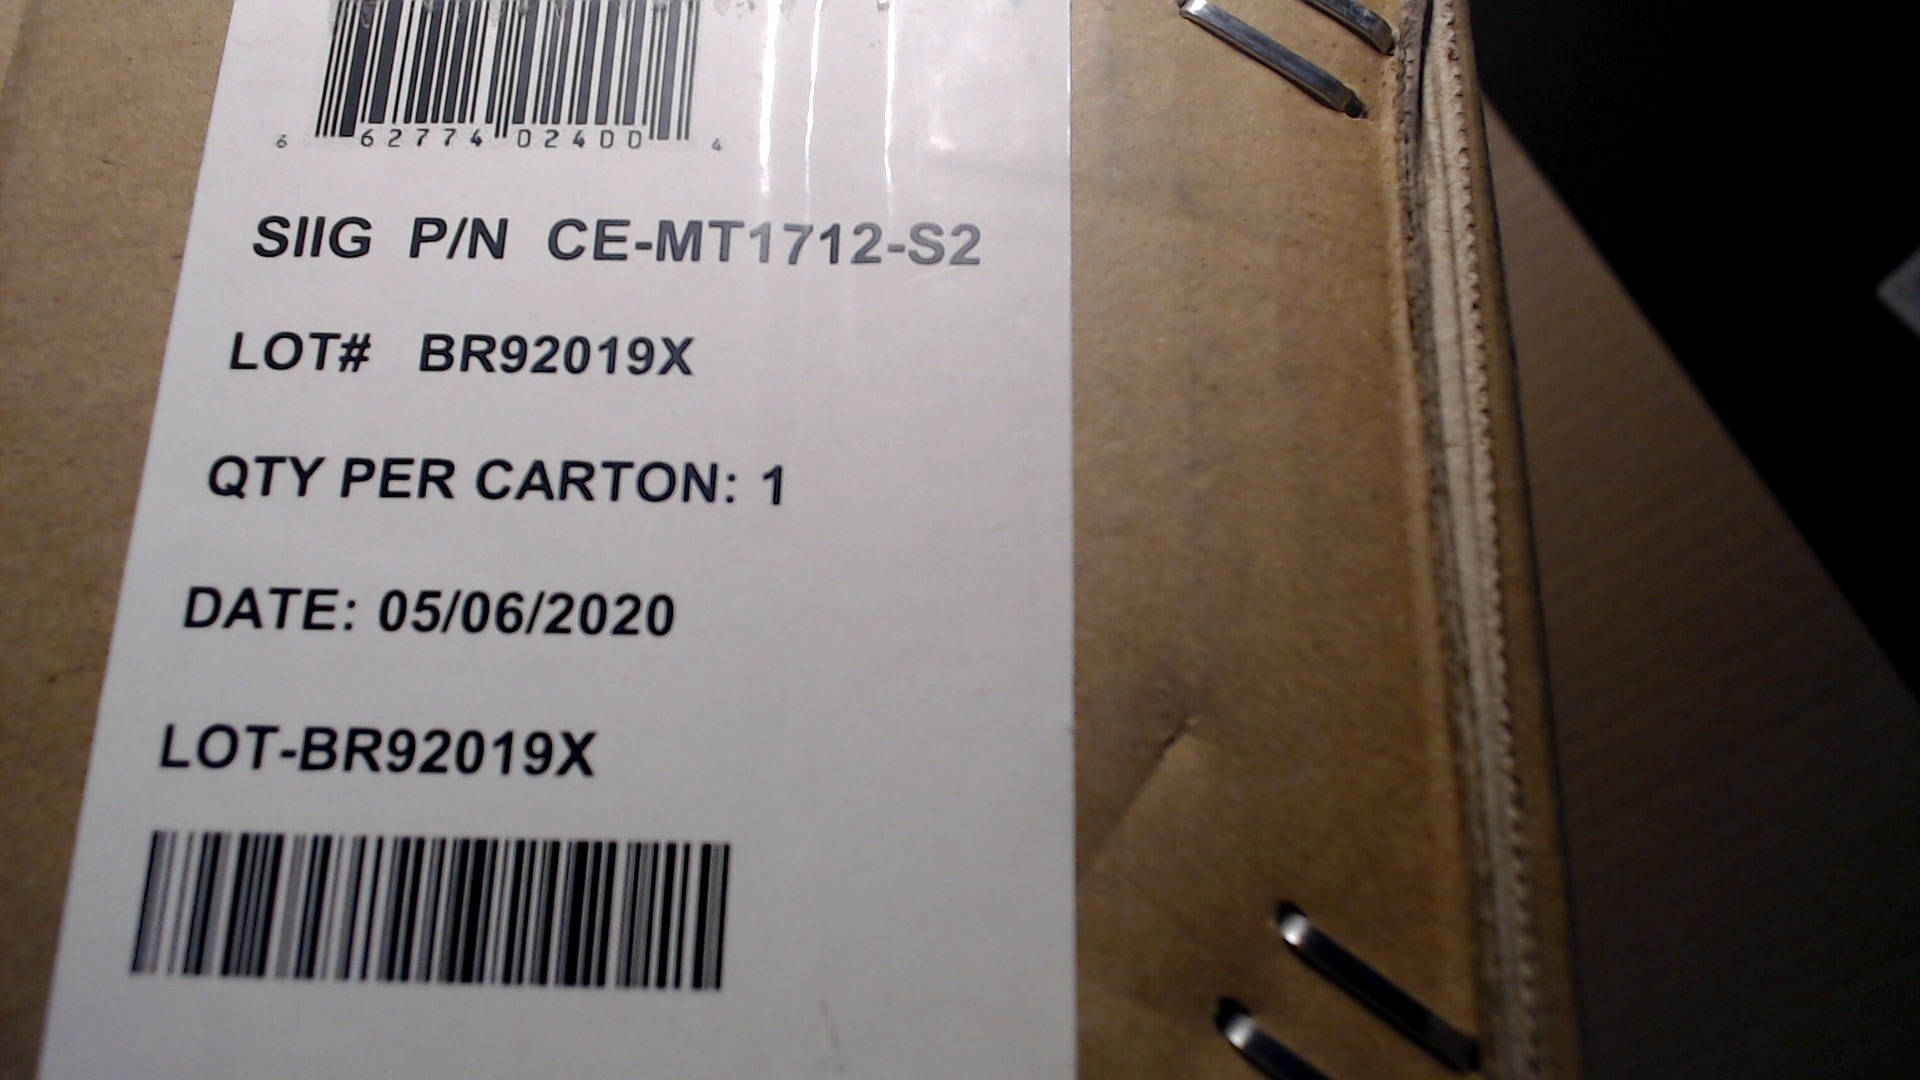 6 62774 02400 4
SIIG P/N CE-MT1712-S2
LOT# BR92019X
QTY PER CARTON: 1
DATE: 05/06/2020
LOT-BR92019X